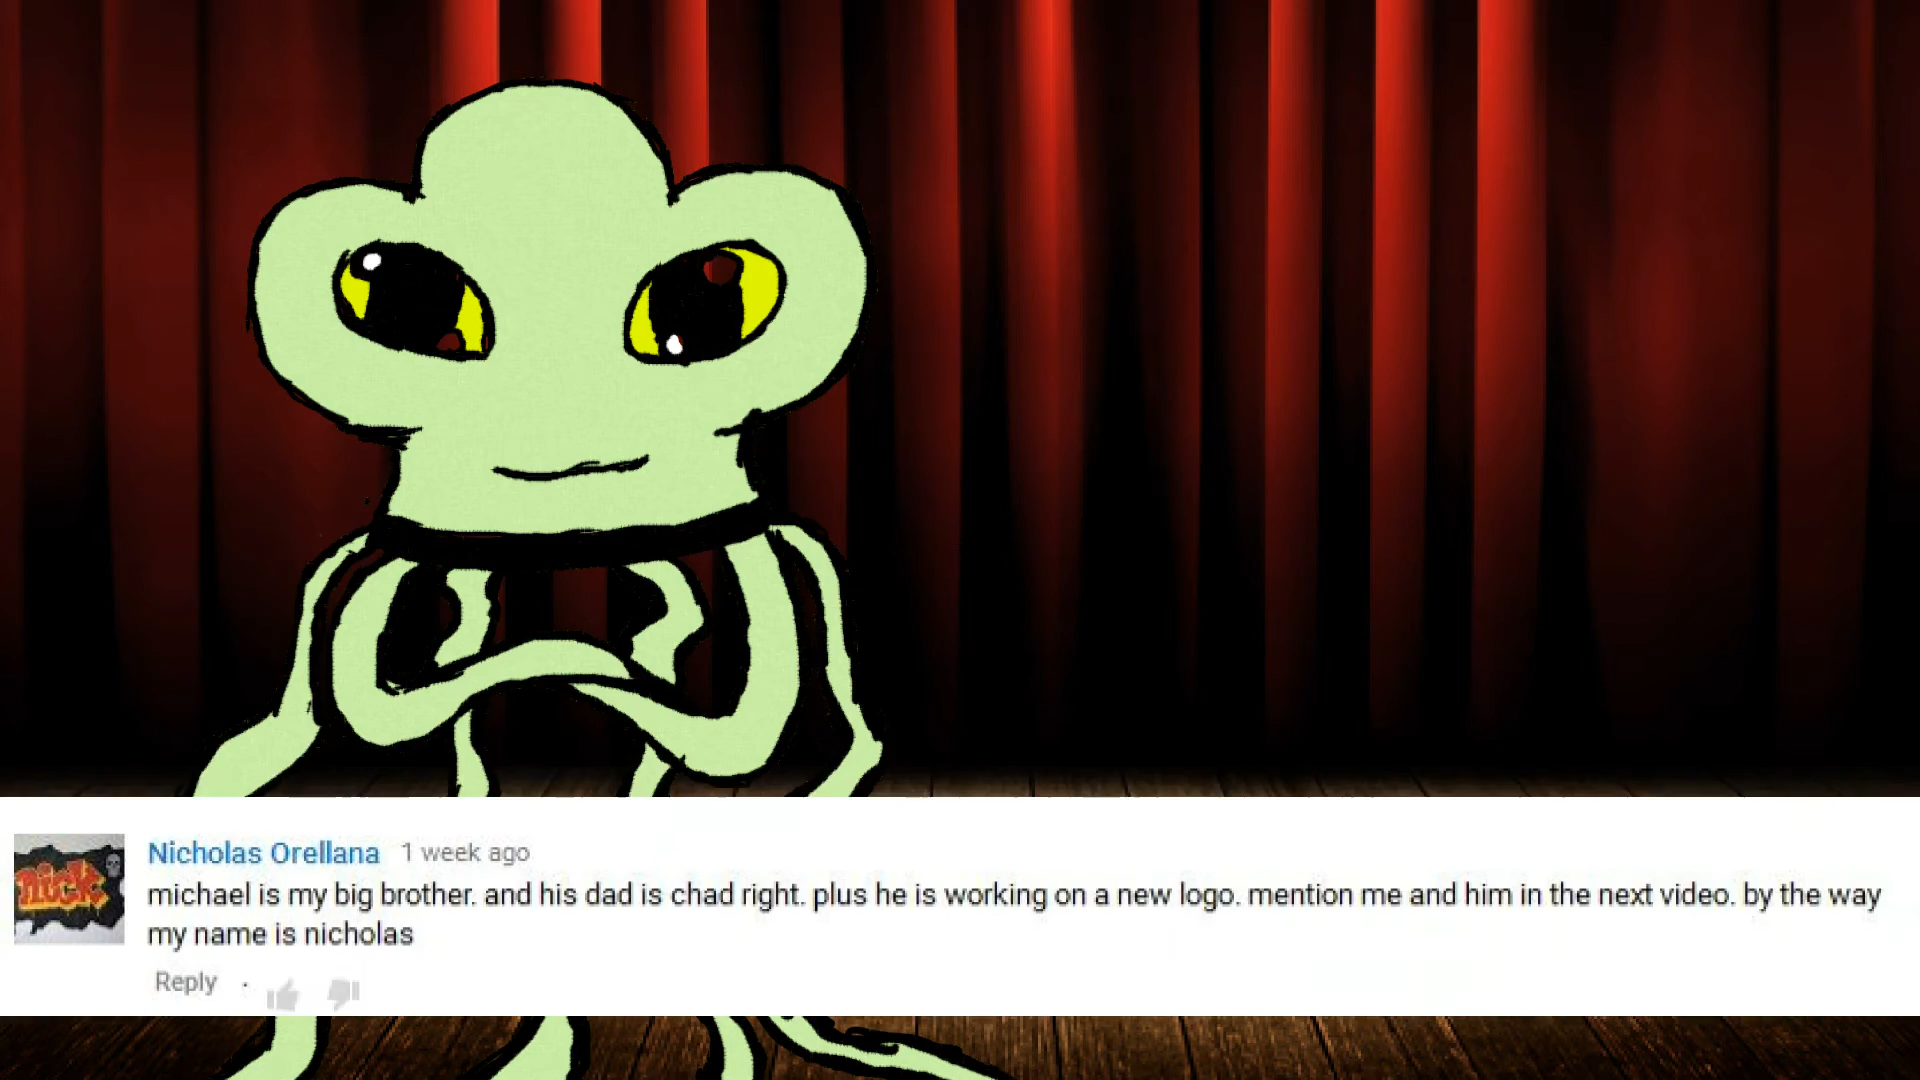 Nicholas Orellana 1 week ago
nick
michael is my big brother. and his dad is chad right. plus he is working on a new logo. mention me and him in the next video. by the way
my name is nicholas
Reply